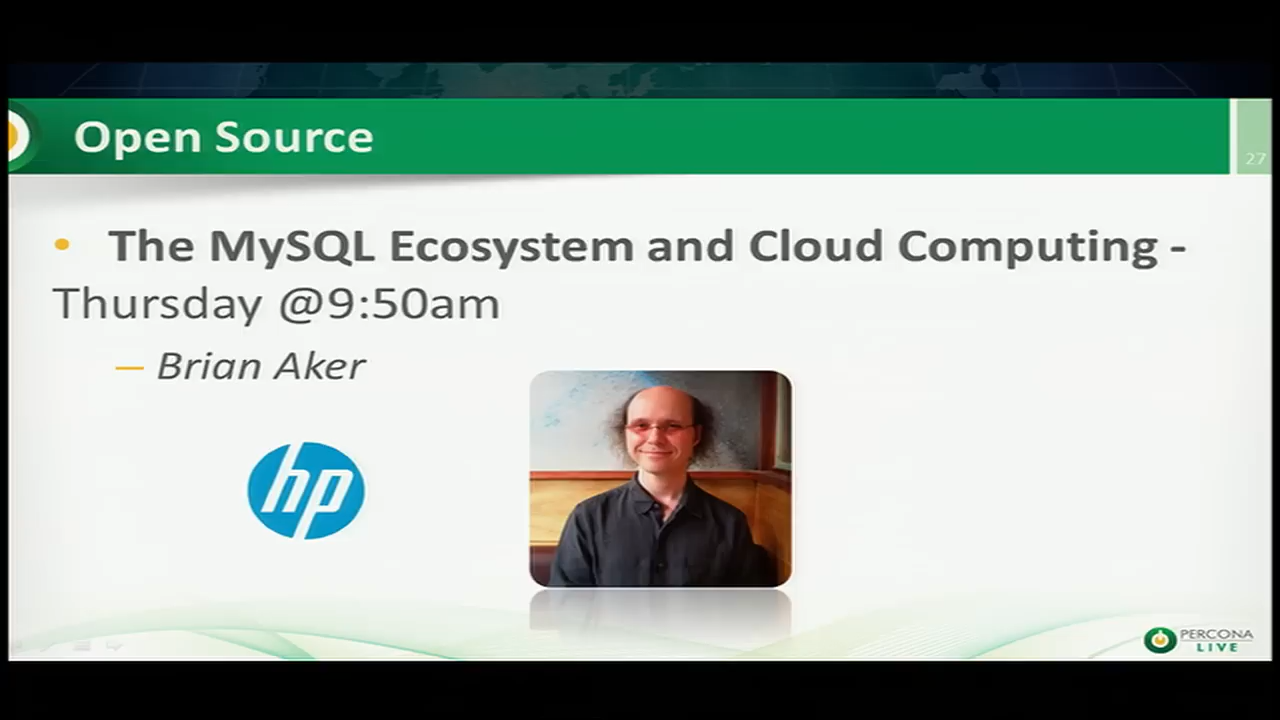 Open Source
27
• The MySQL Ecosystem and Cloud Computing -
Thursday @9:50am
– Brian Aker
hp
PERCONA
LIVE